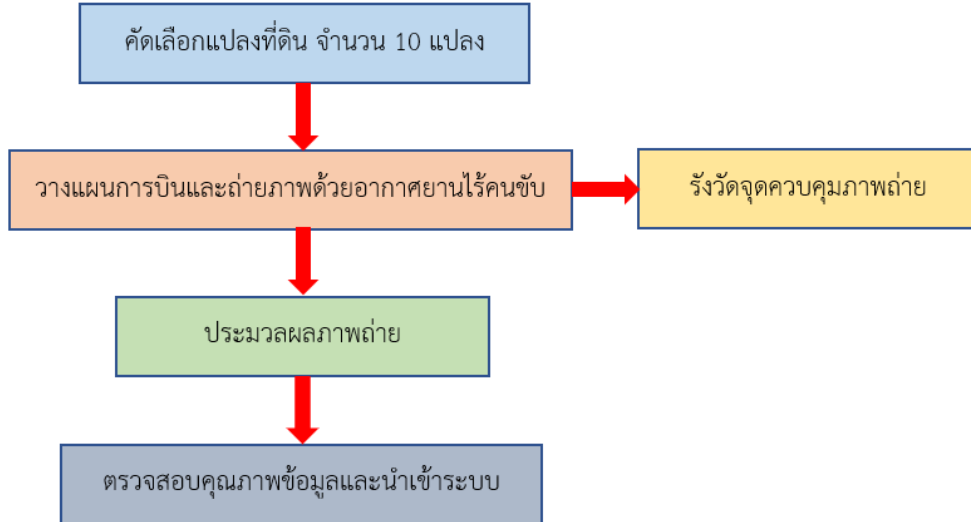 คัดเลือกแปลงที่ดิน จำนวน 10 แปลง
วางแผนการบินและถ่ายภาพด้วยอากาศยานไร้คนขับ
รังวัดจุดควบคุมภาพถ่าย
ประมวลผลภาพถ่าย
ตรวจสอบคุณภาพข้อมูลและนำเข้าระบบ